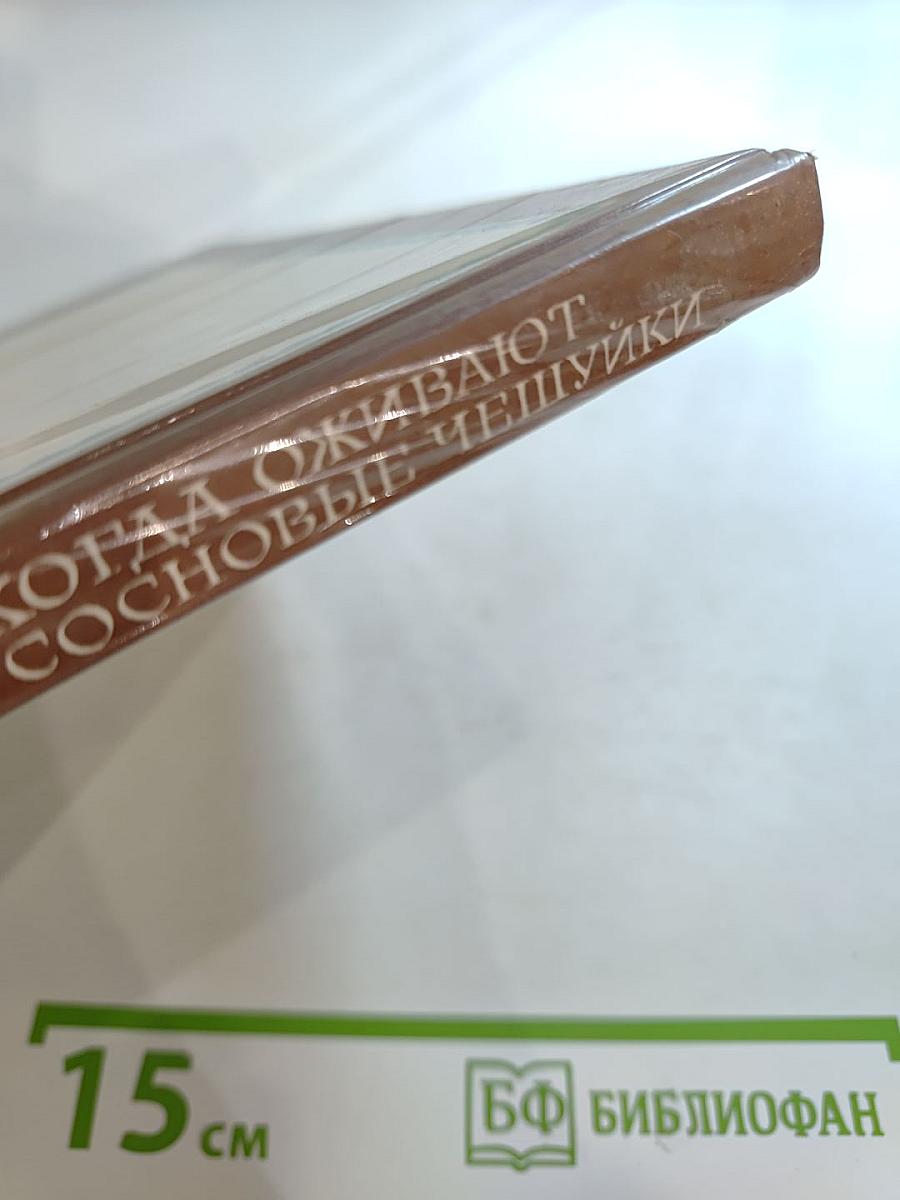 КОГДА ОЖИВАЮТ
СОСНОВЫЕ ЧЕШУЙКИ
15 см
БФ БИБЛИОФАН